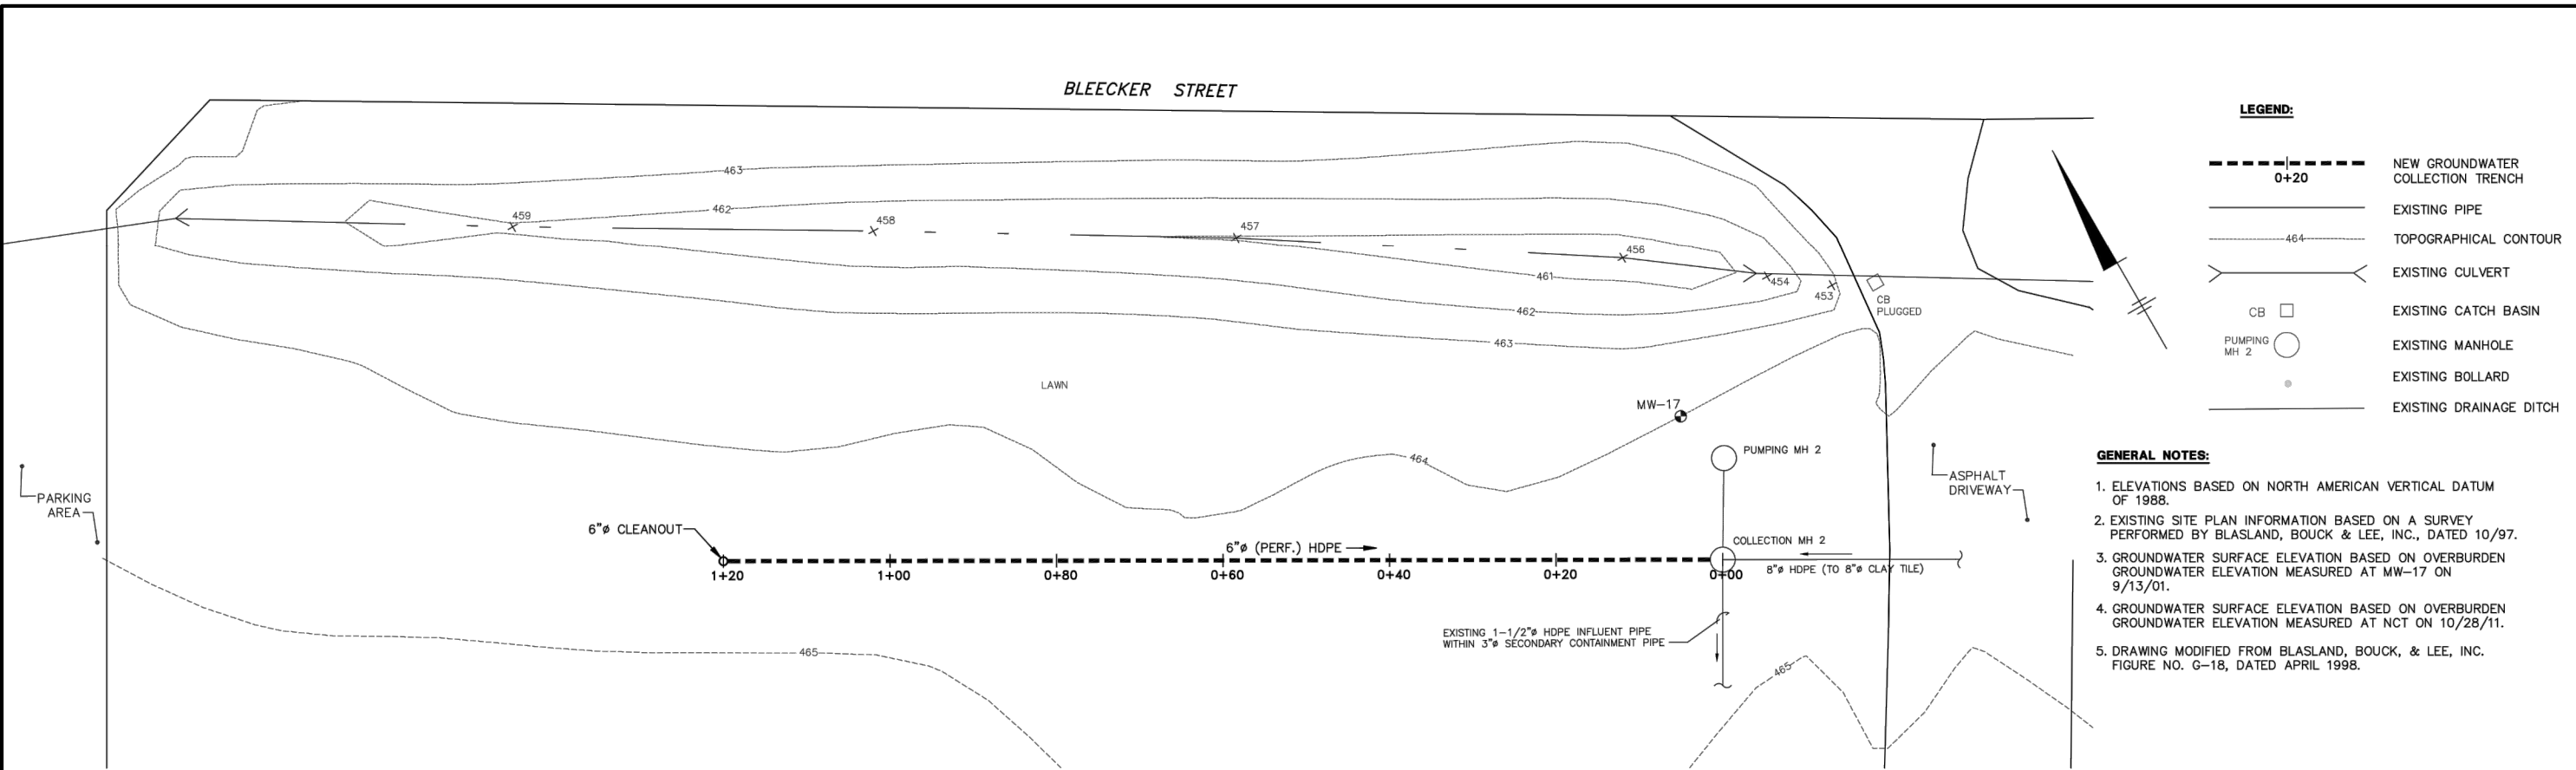 BLEECKER STREET
463
459
462
458
457
456
461
454
453
CB
PLUGGED
462
463
LAWN
MW-17
464
PUMPING MH 2
PARKING
AREA
6"ø CLEANOUT
6"ø (PERF.) HDPE
COLLECTION MH 2
1+20
1+00
0+80
0+60
0+40
0+20
0+00
8"ø HDPE (TO 8"ø CLAY TILE)
ASPHALT
DRIVEWAY
EXISTING 1-1/2"ø HDPE INFLUENT PIPE
WITHIN 3"ø SECONDARY CONTAINMENT PIPE
465
465
LEGEND:
0+20
NEW GROUNDWATER
COLLECTION TRENCH
EXISTING PIPE
464
TOPOGRAPHICAL CONTOUR
EXISTING CULVERT
CB
EXISTING CATCH BASIN
PUMPING
MH 2
EXISTING MANHOLE
EXISTING BOLLARD
EXISTING DRAINAGE DITCH
GENERAL NOTES:
1. ELEVATIONS BASED ON NORTH AMERICAN VERTICAL DATUM
OF 1988.
2. EXISTING SITE PLAN INFORMATION BASED ON A SURVEY
PERFORMED BY BLASLAND, BOUCK & LEE, INC., DATED 10/97.
3. GROUNDWATER SURFACE ELEVATION BASED ON OVERBURDEN
GROUNDWATER ELEVATION MEASURED AT MW-17 ON
9/13/01.
4. GROUNDWATER SURFACE ELEVATION BASED ON OVERBURDEN
GROUNDWATER ELEVATION MEASURED AT NCT ON 10/28/11.
5. DRAWING MODIFIED FROM BLASLAND, BOUCK, & LEE, INC.
FIGURE NO. G-18, DATED APRIL 1998.